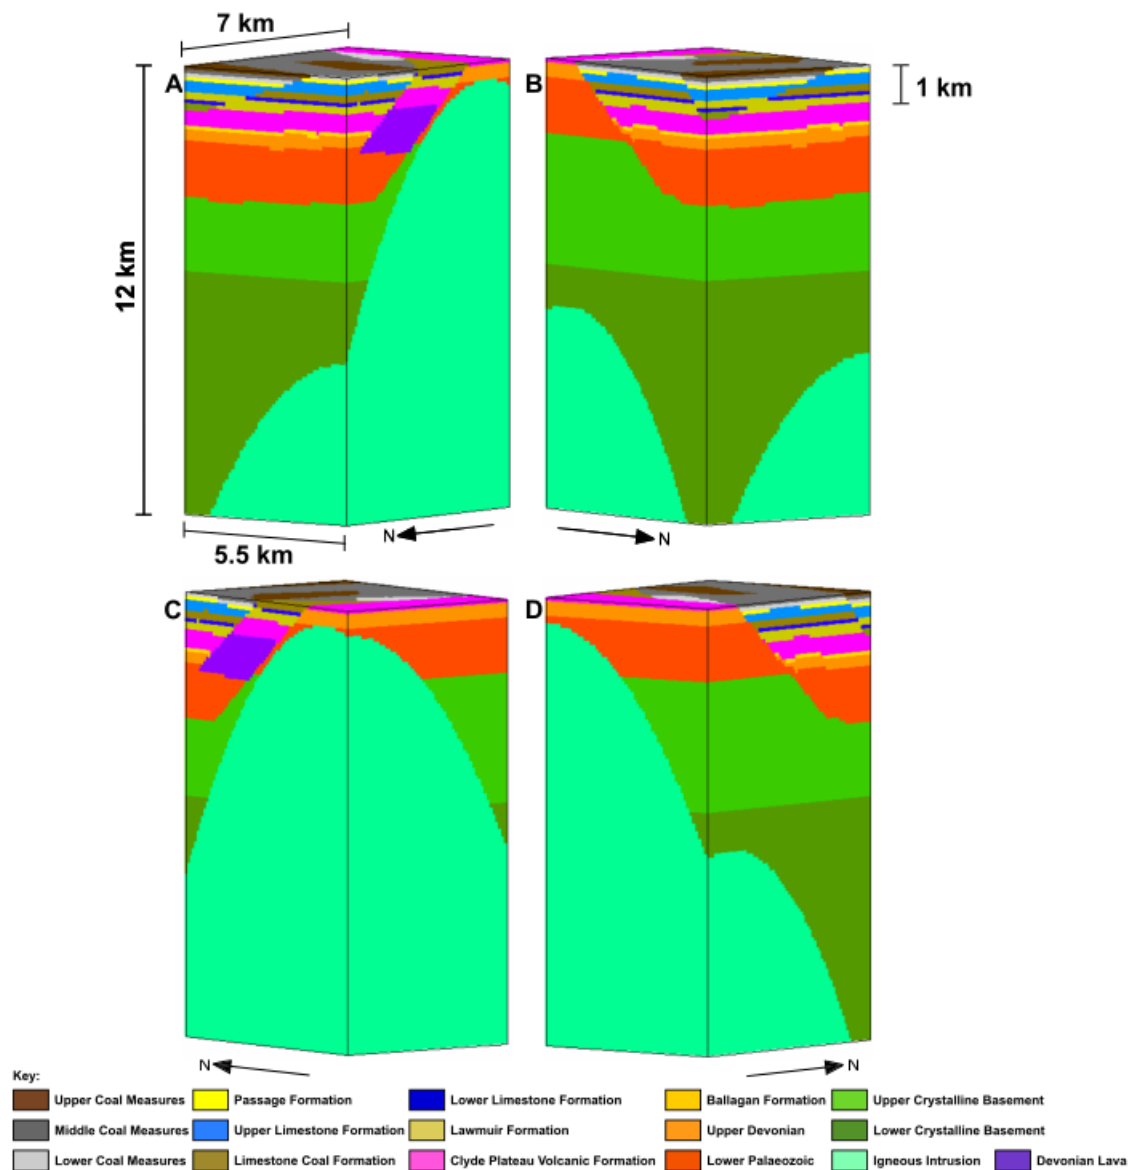 7 km
A
B
1 km
12 km
N
N
5.5 km
C
D
N
N
Key:
Upper Coal Measures Passage Formation Lower Limestone Formation Ballagan Formation Upper Crystalline Basement
Middle Coal Measures Upper Limestone Formation Lawmuir Formation Upper Devonian Lower Crystalline Basement
Lower Coal Measures Limestone Coal Formation Clyde Plateau Volcanic Formation Lower Palaeozoic Igneous Intrusion Devonian Lava